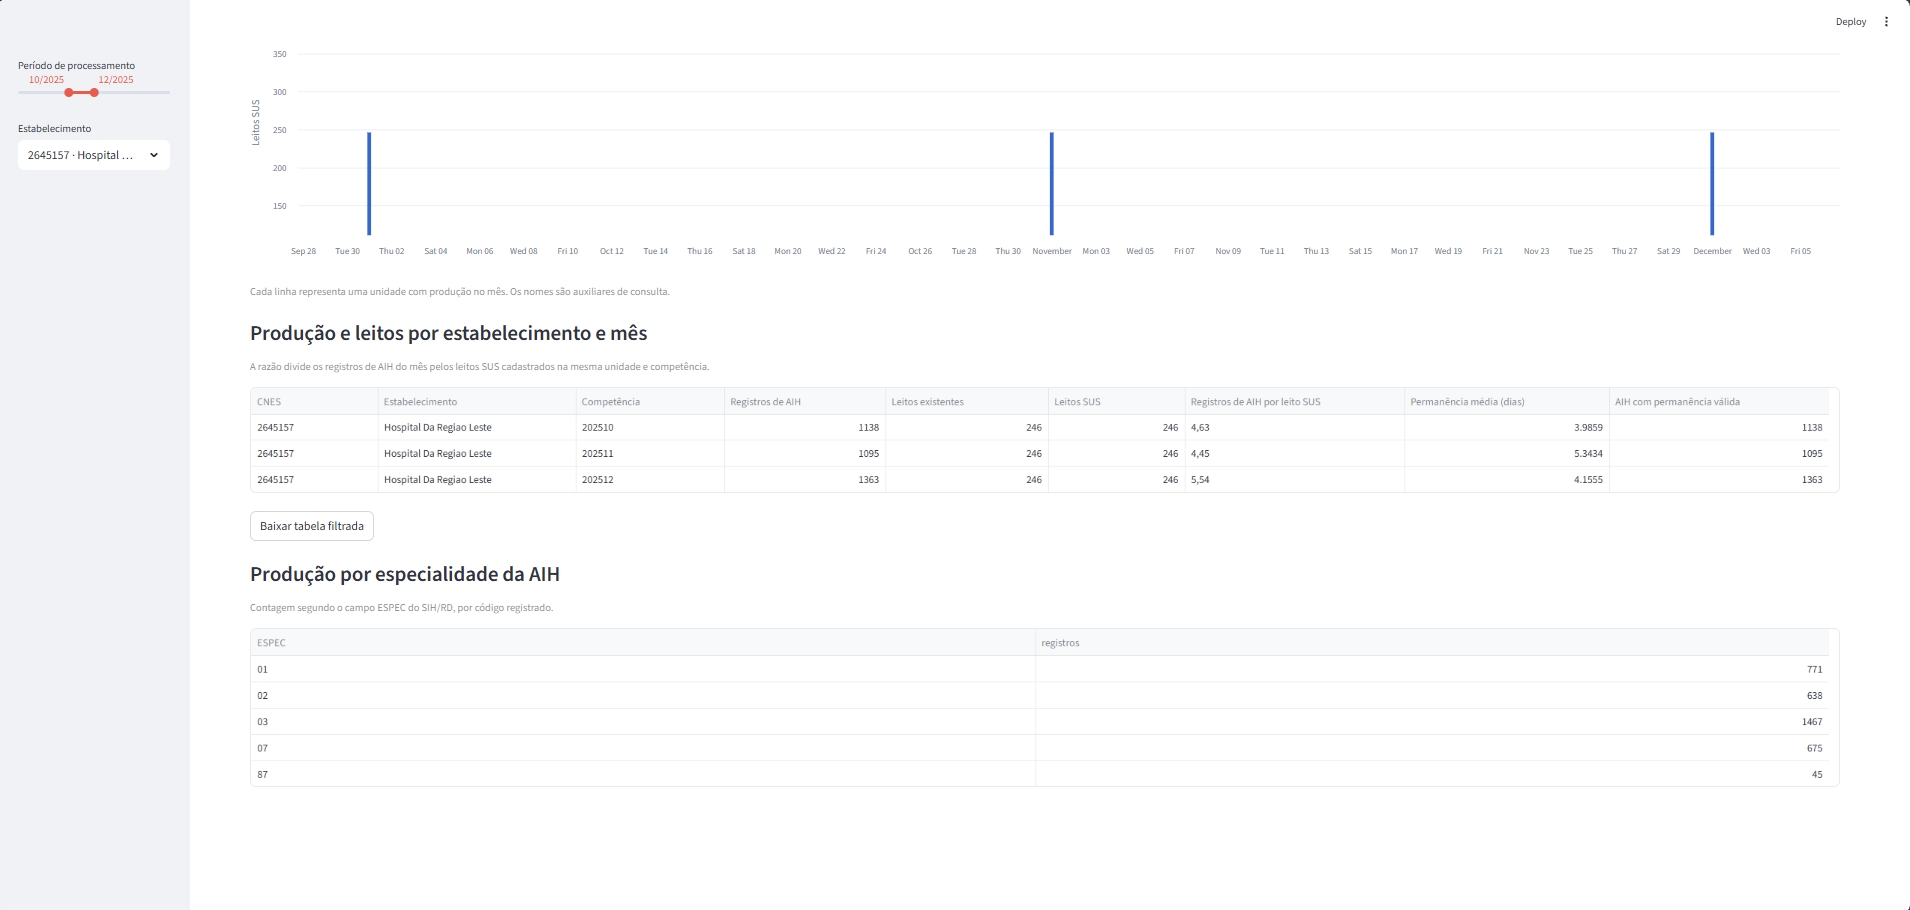 Deploy
Período de processamento
10/2025 12/2025
Estabelecimento
2645157 · Hospital ...
Leitos SUS
350
300
250
200
150
Sep 28 Tue 30 Thu 02 Sat 04 Mon 06 Wed 08 Fri 10 Oct 12 Tue 14 Thu 16 Sat 18 Mon 20 Wed 22 Fri 24 Oct 26 Tue 28 Thu 30 November Mon 03 Wed 05 Fri 07 Nov 09 Tue 11 Thu 13 Sat 15 Mon 17 Wed 19 Fri 21 Nov 23 Tue 25 Thu 27 Sat 29 December Wed 03 Fri 05
Cada linha representa uma unidade com produção no mês. Os nomes são auxiliares de consulta.
Produção e leitos por estabelecimento e mês
A razão divide os registros de AIH do mês pelos leitos SUS cadastrados na mesma unidade e competência.
CNES Estabelecimento Competência Registros de AIH Leitos existentes Leitos SUS Registros de AIH por leito SUS Permanência média (dias) AIH com permanência válida
2645157 Hospital Da Regiao Leste 202510 1138 246 246 4,63 3.9859 1138
2645157 Hospital Da Regiao Leste 202511 1095 246 246 4,45 5.3434 1095
2645157 Hospital Da Regiao Leste 202512 1363 246 246 5,54 4.1555 1363
Baixar tabela filtrada
Produção por especialidade da AIH
Contagem segundo o campo ESPEC do SIH/RD, por código registrado.
ESPEC registros
01 771
02 638
03 1467
07 675
87 45